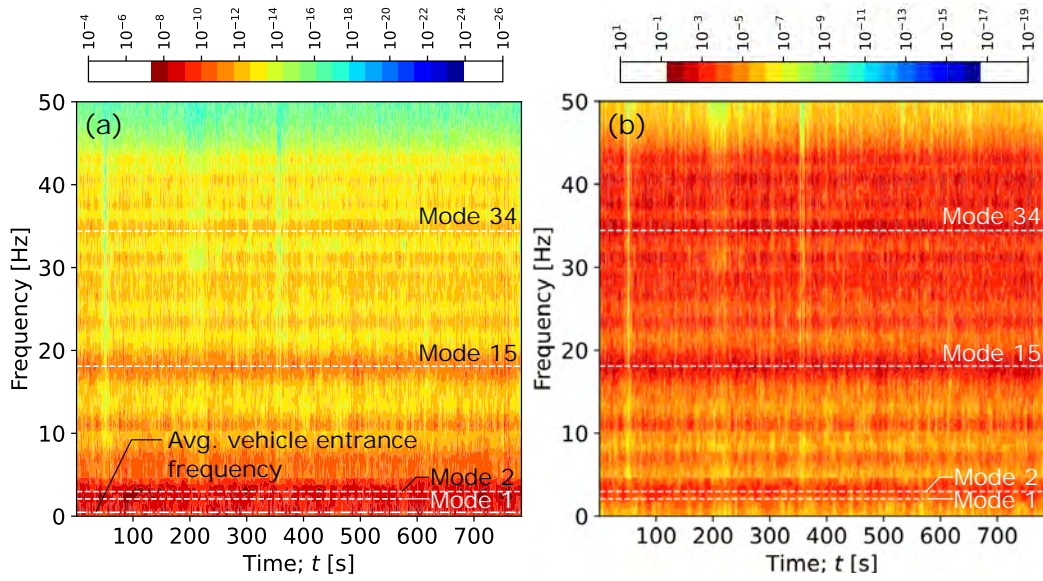 10⁻⁴ 10⁻⁶ 10⁻⁸ 10⁻¹⁰ 10⁻¹² 10⁻¹⁴ 10⁻¹⁶ 10⁻¹⁸ 10⁻²⁰ 10⁻²² 10⁻²⁴ 10⁻²⁶
(a)
50
40
30
20
10
0
Frequency [Hz]
Mode 34
Mode 15
Avg. vehicle entrance
frequency
Mode 2
Mode 1
100 200 300 400 500 600 700
Time; t [s]
10¹ 10⁻¹ 10⁻³ 10⁻⁵ 10⁻⁷ 10⁻⁹ 10⁻¹¹ 10⁻¹³ 10⁻¹⁵ 10⁻¹⁷ 10⁻¹⁹
(b)
50
40
30
20
10
0
Frequency [Hz]
Mode 34
Mode 15
Mode 2
Mode 1
100 200 300 400 500 600 700
Time; t [s]